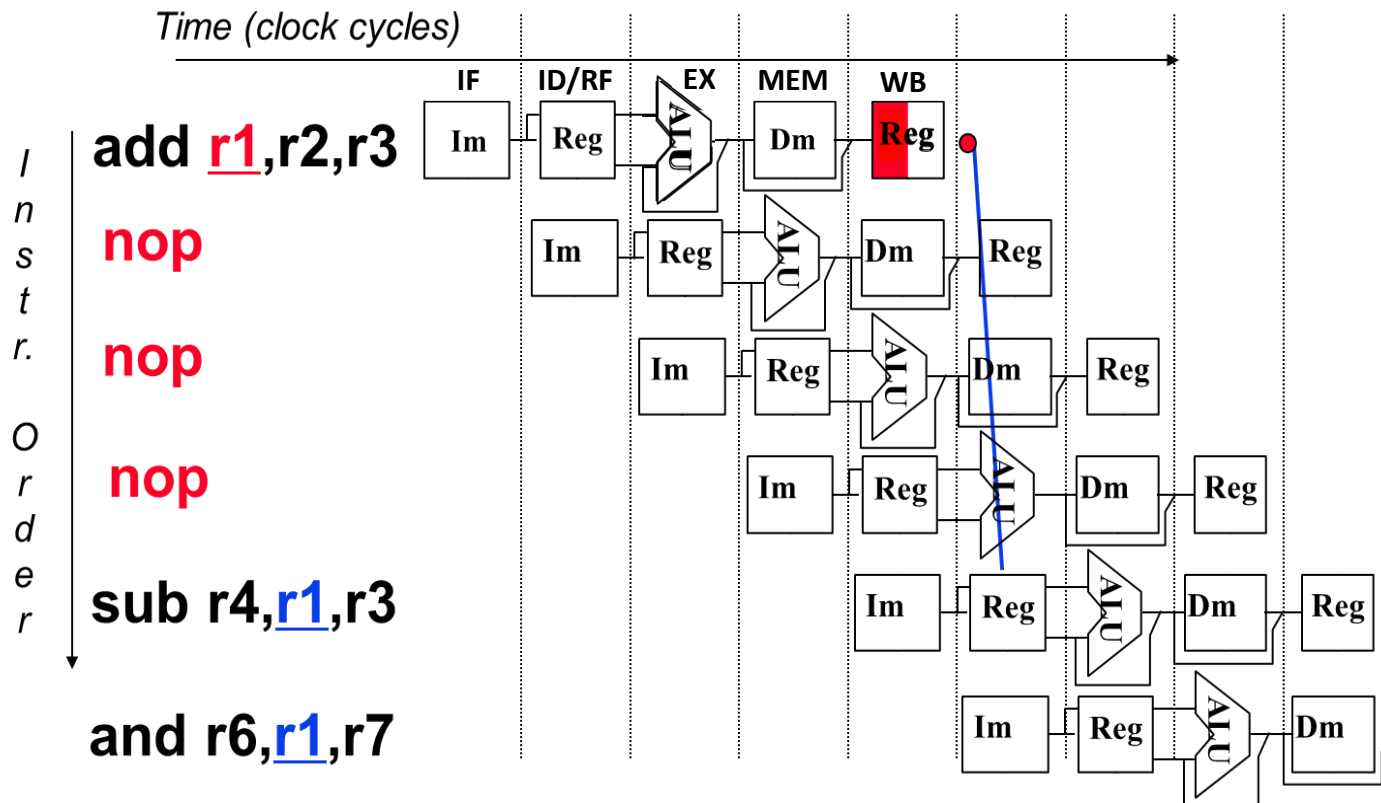 Time (clock cycles)
IF ID/RF EX MEM WB
Instr. Order
add r1,r2,r3
Im Reg ALU Dm Reg
nop
Im Reg ALU Dm Reg
nop
Im Reg ALU Dm Reg
nop
Im Reg ALU Dm Reg
sub r4,r1,r3
Im Reg ALU Dm Reg
and r6,r1,r7
Im Reg ALU Dm